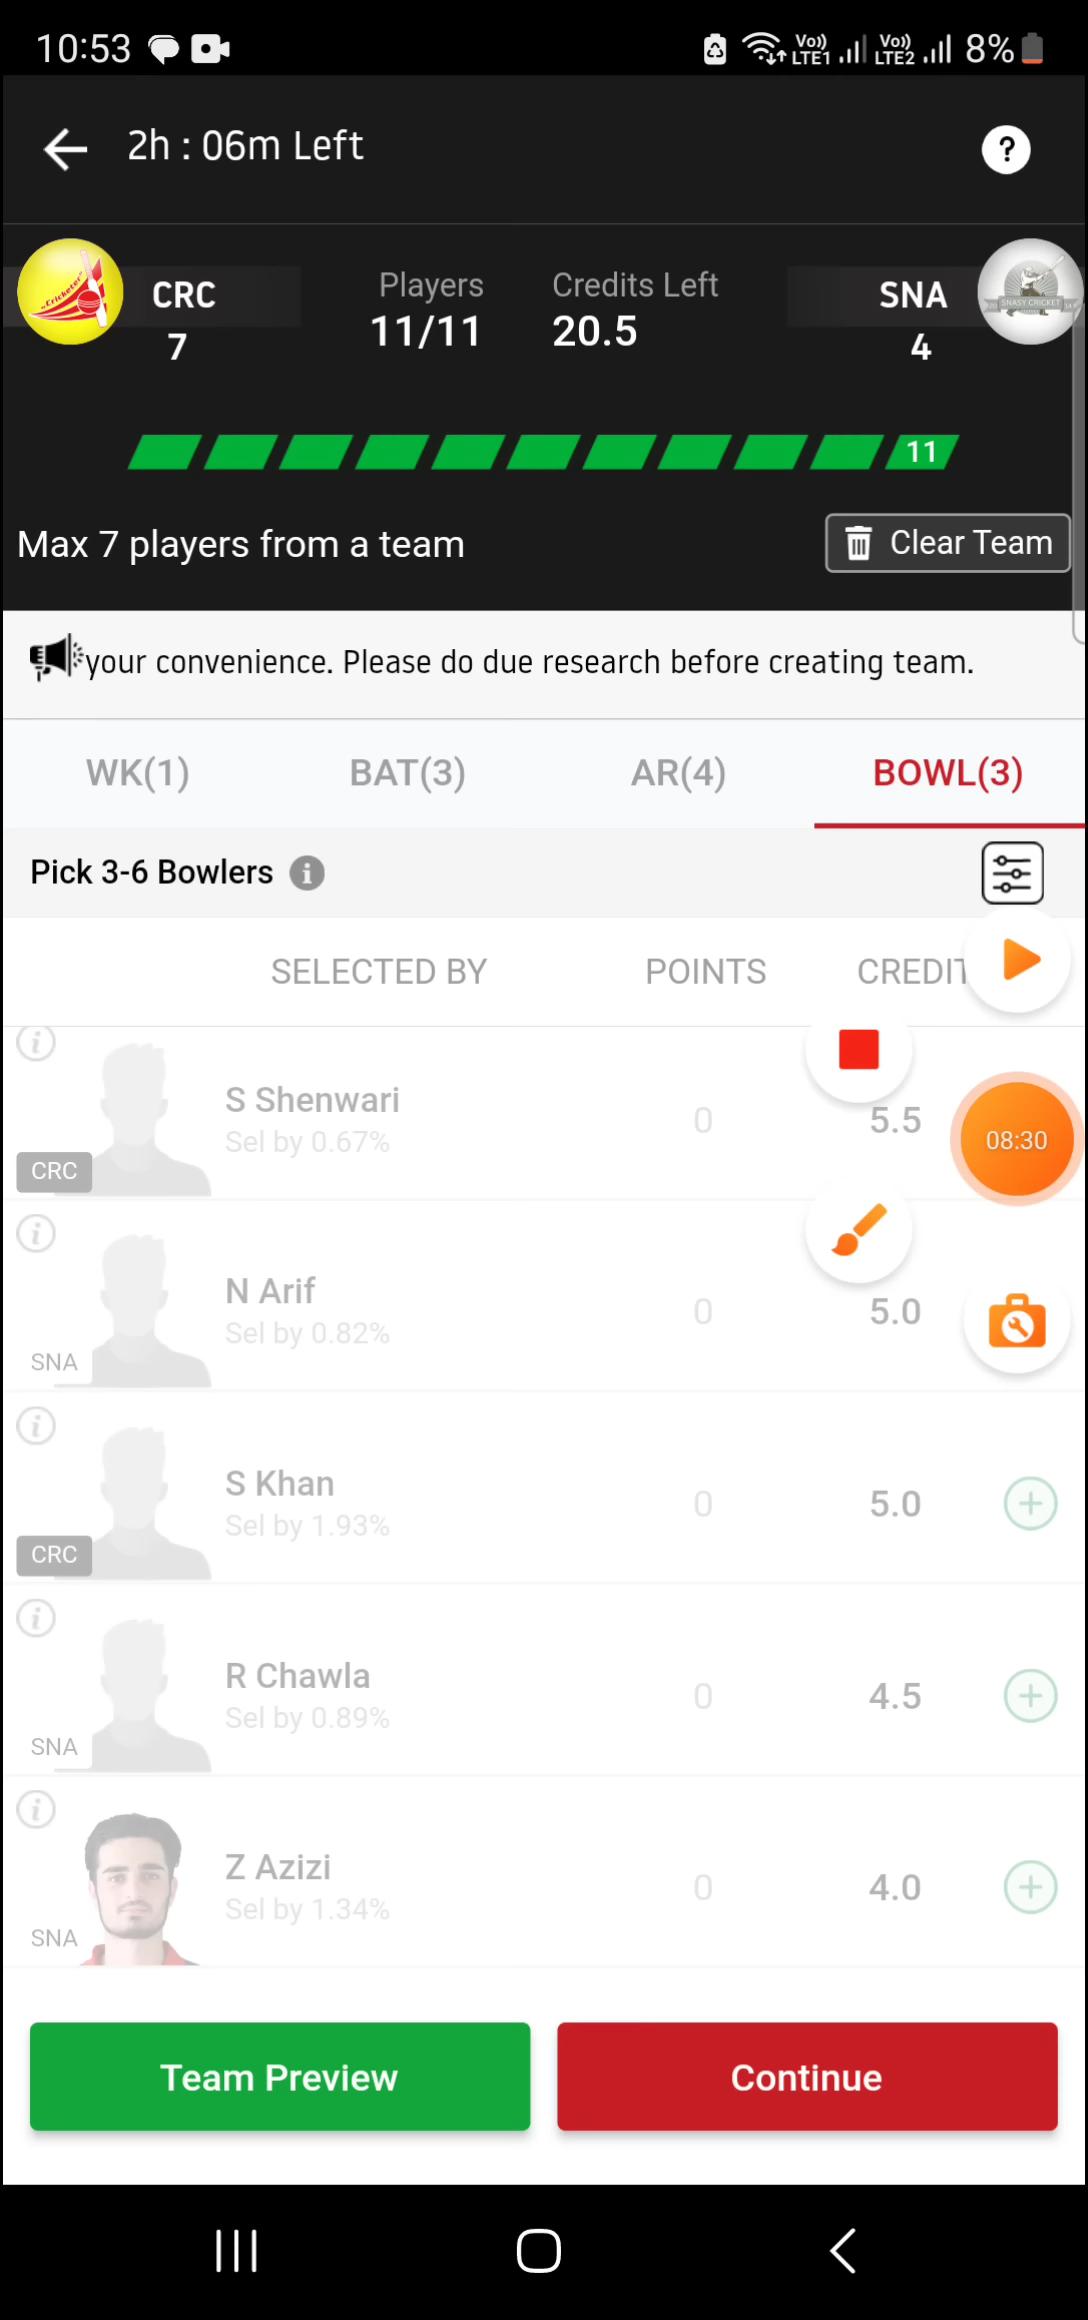 10:53 Vo)) LTE1 Vo)) LTE2 8%
2h : 06m Left ?
CRC Players Credits Left SNA
7 11/11 20.5 4
"Cricketer"
SNASY CRICKET
11
Max 7 players from a team Clear Team
your convenience. Please do due research before creating team.
WK(1) BAT(3) AR(4) BOWL(3)
Pick 3-6 Bowlers i
SELECTED BY POINTS CREDIT
i
S Shenwari
Sel by 0.67% 0 5.5 08:30
CRC
i
N Arif
Sel by 0.82% 0 5.0
SNA
i
S Khan
Sel by 1.93% 0 5.0
CRC
i
R Chawla
Sel by 0.89% 0 4.5
SNA
i
Z Azizi
Sel by 1.34% 0 4.0
SNA
Team Preview Continue